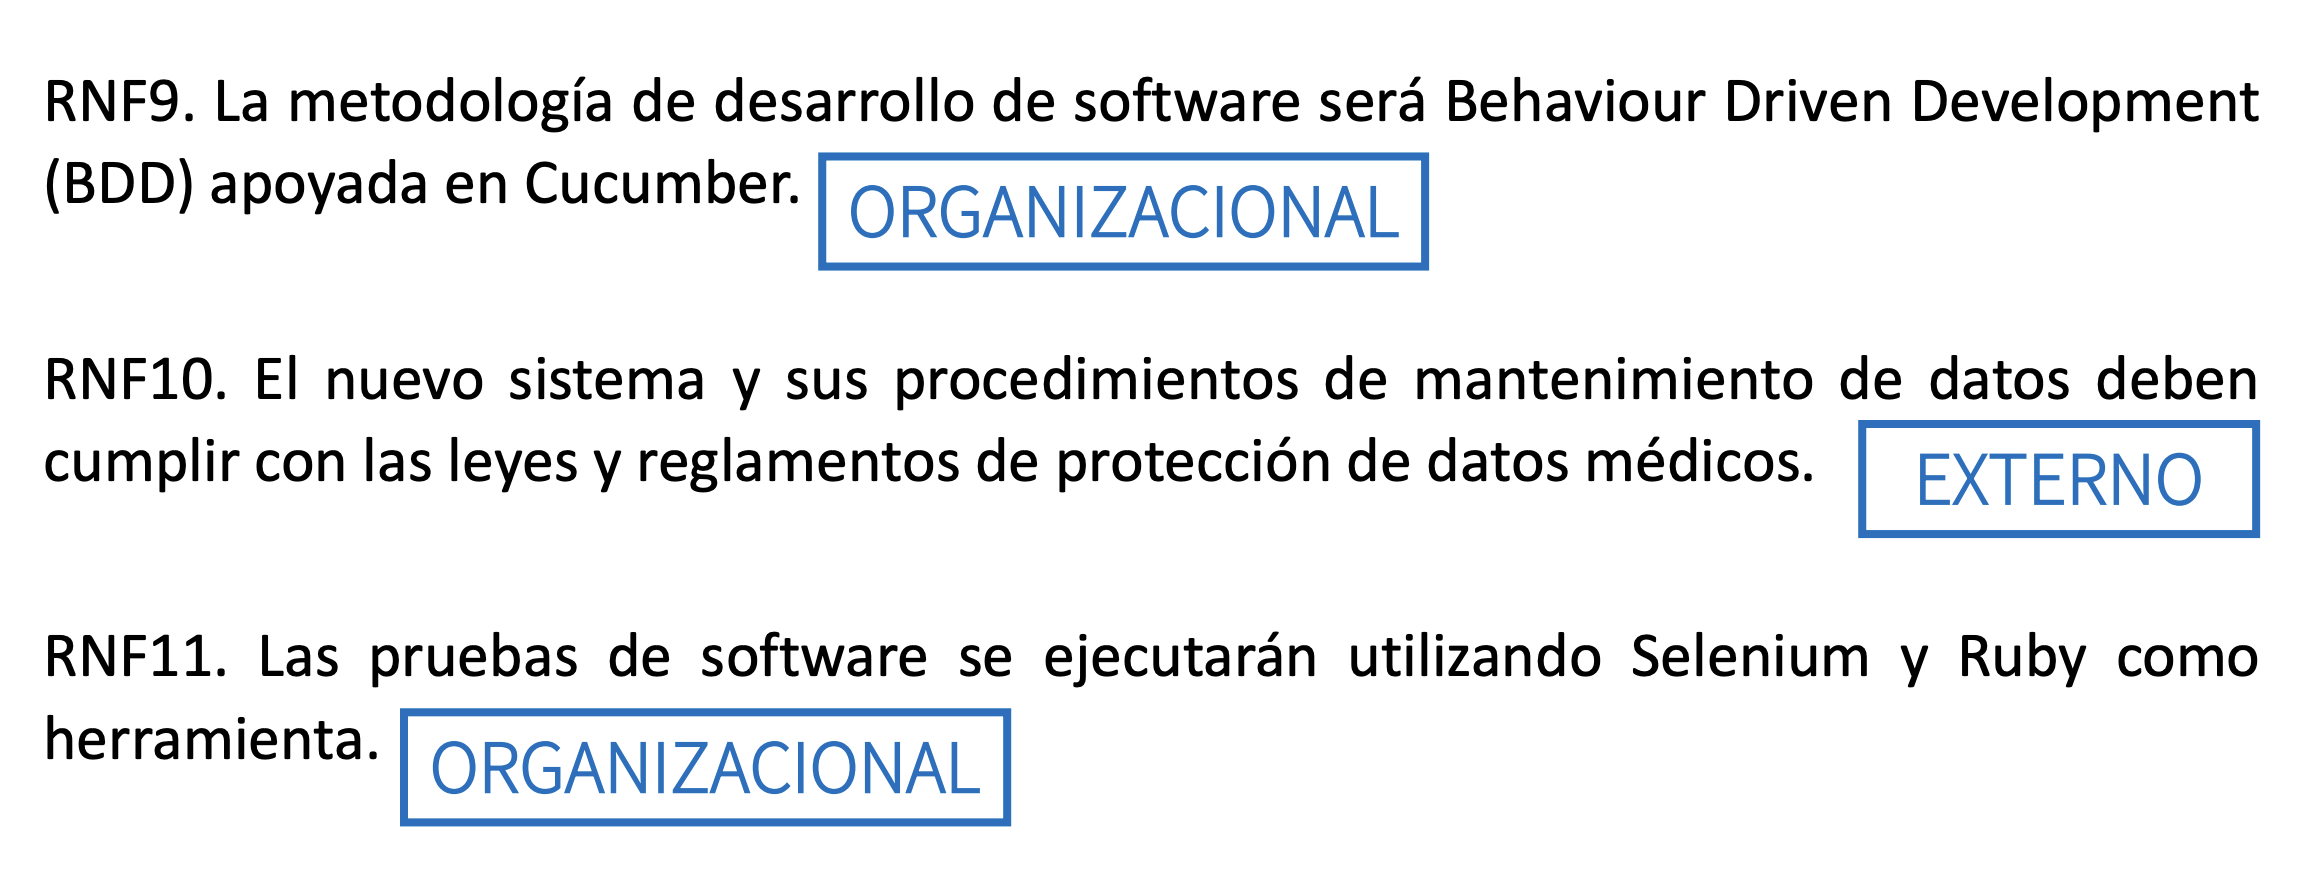 RNF9. La metodología de desarrollo de software será Behaviour Driven Development
(BDD) apoyada en Cucumber.
ORGANIZACIONAL
RNF10. El nuevo sistema y sus procedimientos de mantenimiento de datos deben
cumplir con las leyes y reglamentos de protección de datos médicos.
EXTERNO
RNF11. Las pruebas de software se ejecutarán utilizando Selenium y Ruby como
herramienta.
ORGANIZACIONAL